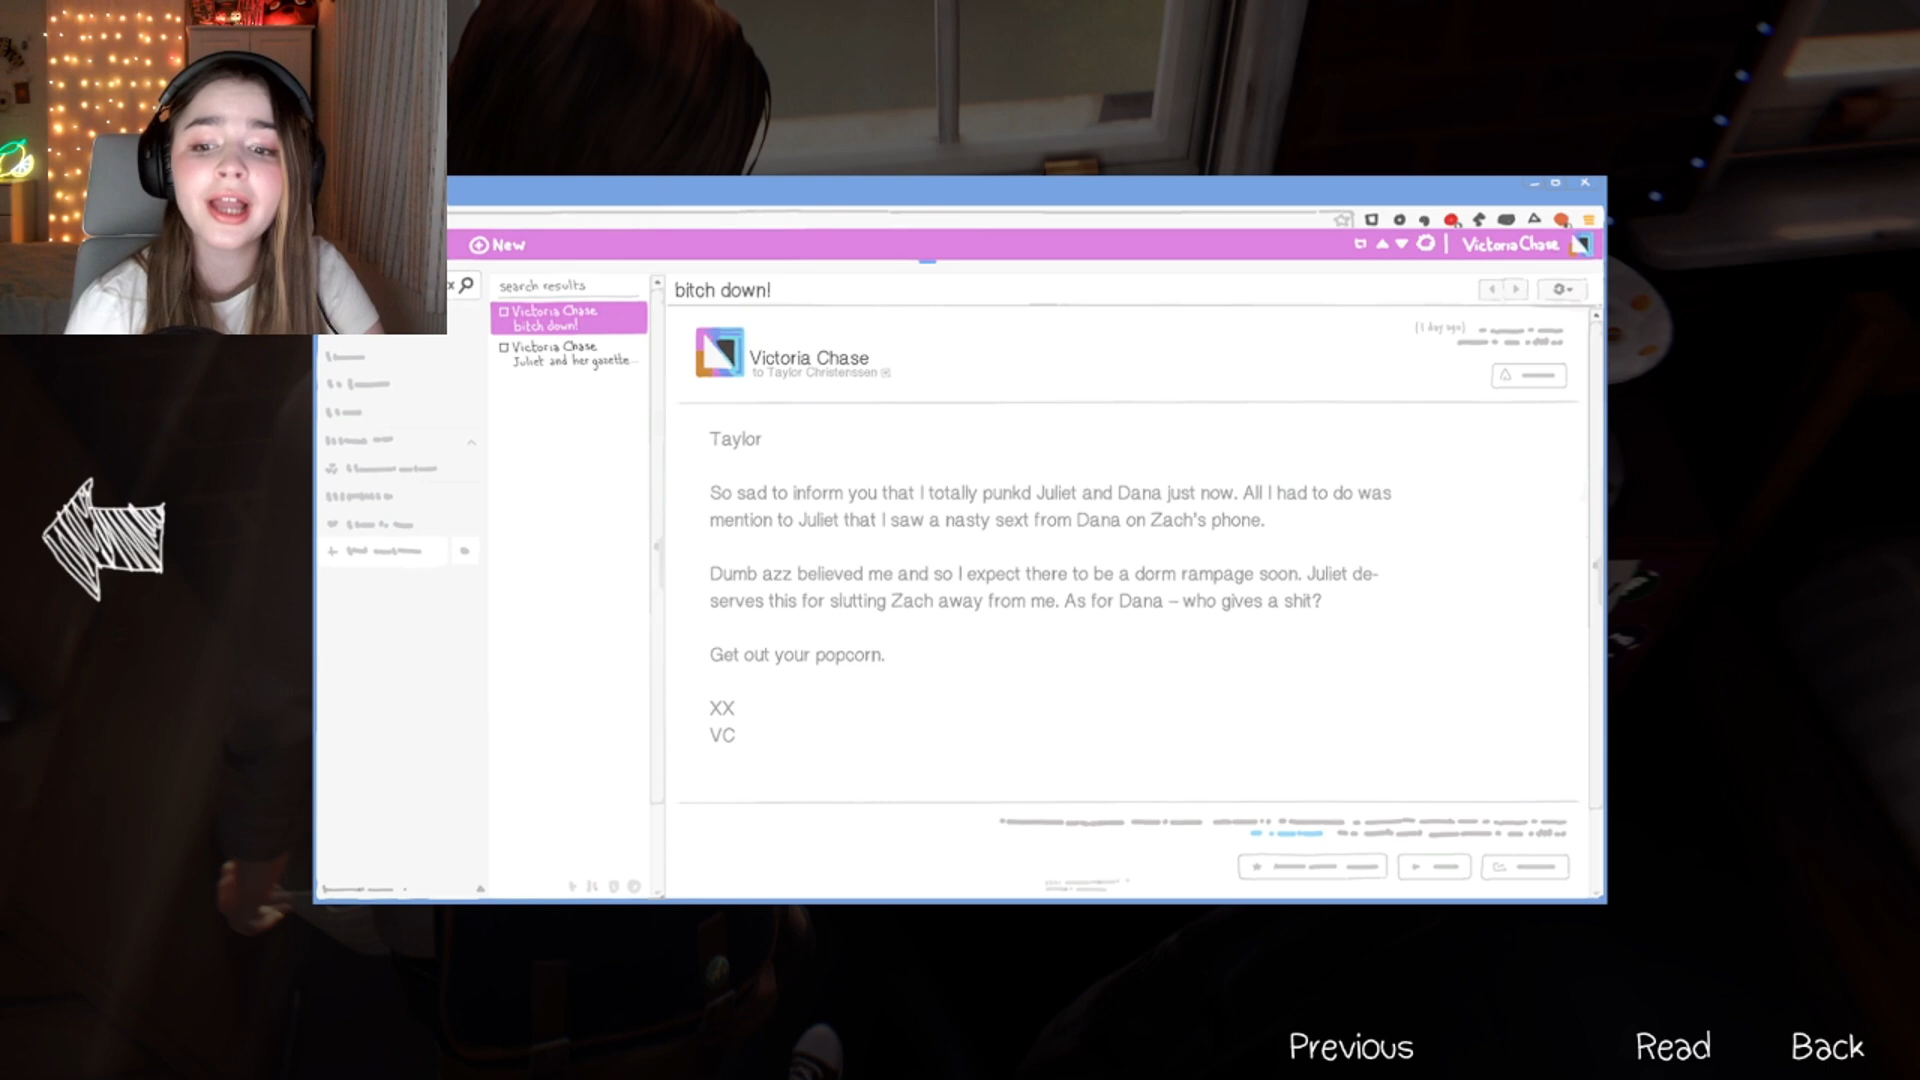 New
Victoria Chase
x
search results
bitch down!
Victoria Chase
bitch down!
Victoria Chase
Juliet and her gazette...
(1 day ago)
Victoria Chase
to Taylor Christenssen
Taylor
So sad to inform you that I totally punkd Juliet and Dana just now. All I had to do was
mention to Juliet that I saw a nasty sext from Dana on Zach's phone.
Dumb azz believed me and so I expect there to be a dorm rampage soon. Juliet de-
serves this for slutting Zach away from me. As for Dana – who gives a shit?
Get out your popcorn.
XX
VC
Previous
Read
Back